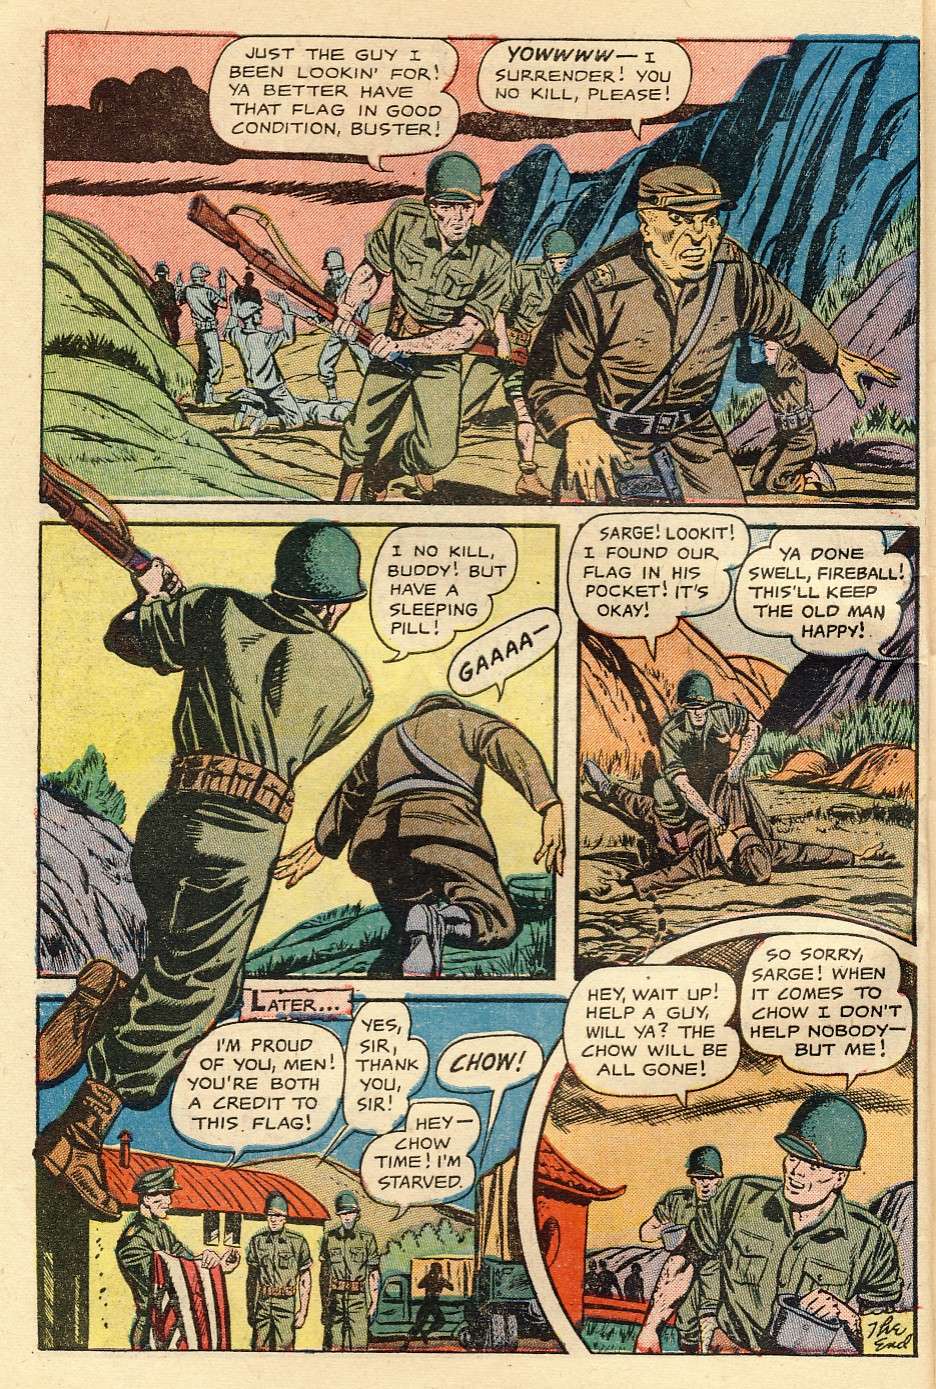 JUST THE GUY I
BEEN LOOKIN' FOR!
YA BETTER HAVE
THAT FLAG IN GOOD
CONDITION, BUSTER!
YOWWWW— I
SURRENDER! YOU
NO KILL, PLEASE!
I NO KILL,
BUDDY! BUT
HAVE A
SLEEPING
PILL!
GAAAA—
SARGE! LOOKIT!
I FOUND OUR
FLAG IN HIS
POCKET! IT'S
OKAY!
YA DONE
SWELL, FIREBALL!
THIS'LL KEEP
THE OLD MAN
HAPPY!
LATER...
I'M PROUD
OF YOU, MEN!
YOU'RE BOTH
A CREDIT TO
THIS FLAG!
YES,
SIR,
THANK
YOU,
SIR!
CHOW!
HEY—
CHOW
TIME! I'M
STARVED.
HEY, WAIT UP!
HELP A GUY,
WILL YA? THE
CHOW WILL BE
ALL GONE!
SO SORRY,
SARGE! WHEN
IT COMES TO
CHOW I DON'T
HELP NOBODY—
BUT ME!
The
End